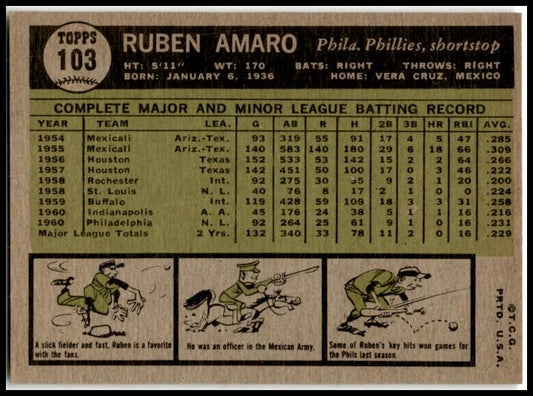 TOPPS
103
RUBEN AMARO Phila. Phillies, shortstop
HT: 5'11" WT: 170 BATS: RIGHT THROWS: RIGHT
BORN: JANUARY 6, 1936 HOME: VERA CRUZ, MEXICO
COMPLETE MAJOR AND MINOR LEAGUE BATTING RECORD
YEAR TEAM LEA. G AB R H 2B 3B HR RBI AVG.
1954 Mexicali Ariz.-Tex. 93 319 55 91 17 4 5 47 .285
1955 Mexicali Ariz.-Tex. 140 583 140 180 29 6 18 66 .309
1956 Houston Texas 152 533 53 142 15 2 2 64 .266
1957 Houston Texas 142 451 50 100 17 0 3 46 .222
1958 Rochester Int. 92 275 30 9 2 1 20 .200
1958 St. Louis N. L. 40 76 8 17 2 1 0 0 .224
1959 Buffalo Int. 119 428 59 109 18 3 3 31 .258
1960 Indianapolis A. A. 45 176 24 38 5 1 1 16 .216
1960 Philadelphia N. L. 92 264 25 61 9 1 0 16 .231
Major League Totals 2 Yrs. 132 340 33 78 11 2 0 16 .229
A slick fielder and fast, Ruben is a favorite
with the fans.
He was an officer in the Mexican Army.
Some of Ruben's key hits won games for
the Phils last season.
©T.C.G.
PRTD. U.S.A.